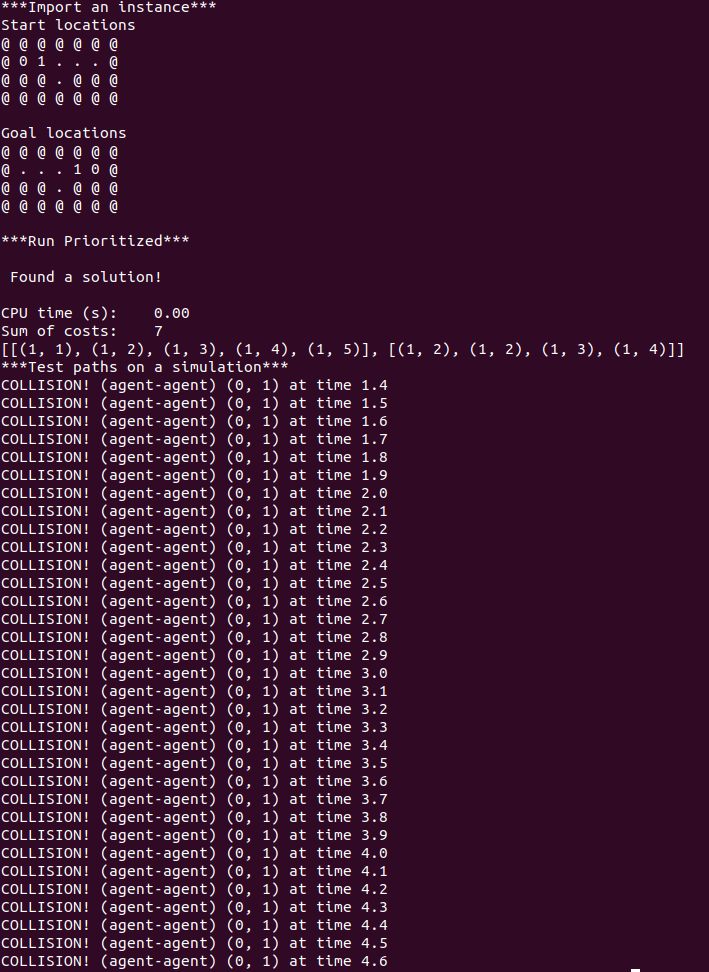 ***Import an instance***
Start locations
@ @ @ @ @ @ @
@ 0 1 . . . @
@ @ @ . @ @ @
@ @ @ @ @ @ @
Goal locations
@ @ @ @ @ @ @
@ . . . 1 0 @
@ @ @ . @ @ @
@ @ @ @ @ @ @
***Run Prioritized***
Found a solution!
CPU time (s):    0.00
Sum of costs:    7
[[(1, 1), (1, 2), (1, 3), (1, 4), (1, 5)], [(1, 2), (1, 2), (1, 3), (1, 4)]]
***Test paths on a simulation***
COLLISION! (agent-agent) (0, 1) at time 1.4
COLLISION! (agent-agent) (0, 1) at time 1.5
COLLISION! (agent-agent) (0, 1) at time 1.6
COLLISION! (agent-agent) (0, 1) at time 1.7
COLLISION! (agent-agent) (0, 1) at time 1.8
COLLISION! (agent-agent) (0, 1) at time 1.9
COLLISION! (agent-agent) (0, 1) at time 2.0
COLLISION! (agent-agent) (0, 1) at time 2.1
COLLISION! (agent-agent) (0, 1) at time 2.2
COLLISION! (agent-agent) (0, 1) at time 2.3
COLLISION! (agent-agent) (0, 1) at time 2.4
COLLISION! (agent-agent) (0, 1) at time 2.5
COLLISION! (agent-agent) (0, 1) at time 2.6
COLLISION! (agent-agent) (0, 1) at time 2.7
COLLISION! (agent-agent) (0, 1) at time 2.8
COLLISION! (agent-agent) (0, 1) at time 2.9
COLLISION! (agent-agent) (0, 1) at time 3.0
COLLISION! (agent-agent) (0, 1) at time 3.1
COLLISION! (agent-agent) (0, 1) at time 3.2
COLLISION! (agent-agent) (0, 1) at time 3.3
COLLISION! (agent-agent) (0, 1) at time 3.4
COLLISION! (agent-agent) (0, 1) at time 3.5
COLLISION! (agent-agent) (0, 1) at time 3.6
COLLISION! (agent-agent) (0, 1) at time 3.7
COLLISION! (agent-agent) (0, 1) at time 3.8
COLLISION! (agent-agent) (0, 1) at time 3.9
COLLISION! (agent-agent) (0, 1) at time 4.0
COLLISION! (agent-agent) (0, 1) at time 4.1
COLLISION! (agent-agent) (0, 1) at time 4.2
COLLISION! (agent-agent) (0, 1) at time 4.3
COLLISION! (agent-agent) (0, 1) at time 4.4
COLLISION! (agent-agent) (0, 1) at time 4.5
COLLISION! (agent-agent) (0, 1) at time 4.6